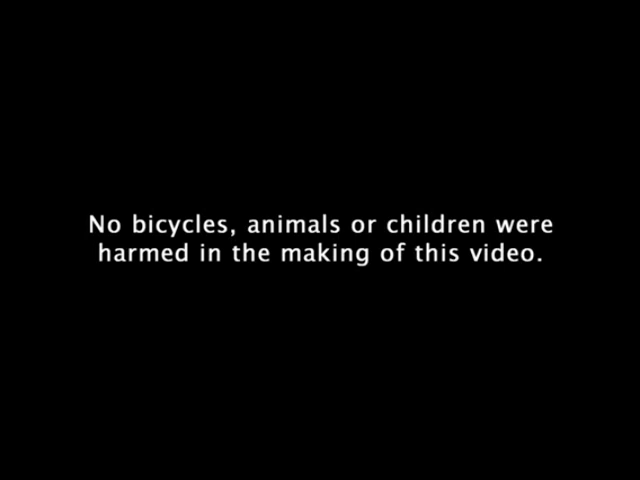 No bicycles, animals or children were
harmed in the making of this video.